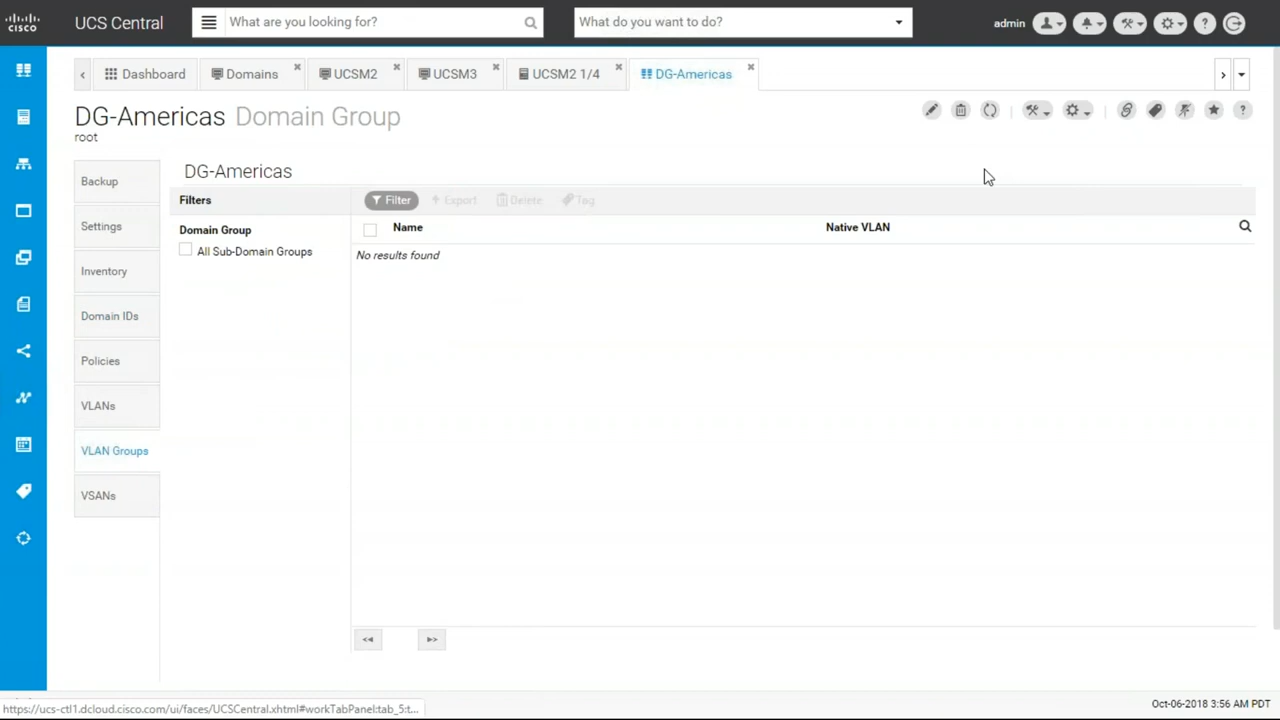 cisco
UCS Central
What are you looking for?
What do you want to do?
admin
Dashboard
Domains
UCSM2
UCSM3
UCSM2 1/4
DG-Americas
DG-Americas Domain Group
root
Backup
Settings
Inventory
Domain IDs
Policies
VLANs
VLAN Groups
VSANs
DG-Americas
Filters
Filter
Export
Delete
Tag
Domain Group
All Sub-Domain Groups
Name
Native VLAN
No results found
https://ucs-ctl1.dcloud.cisco.com/ui/faces/UCSCentral.xhtml#workTabPanel:tab_5:t...
Oct-06-2018 3:56 AM PDT